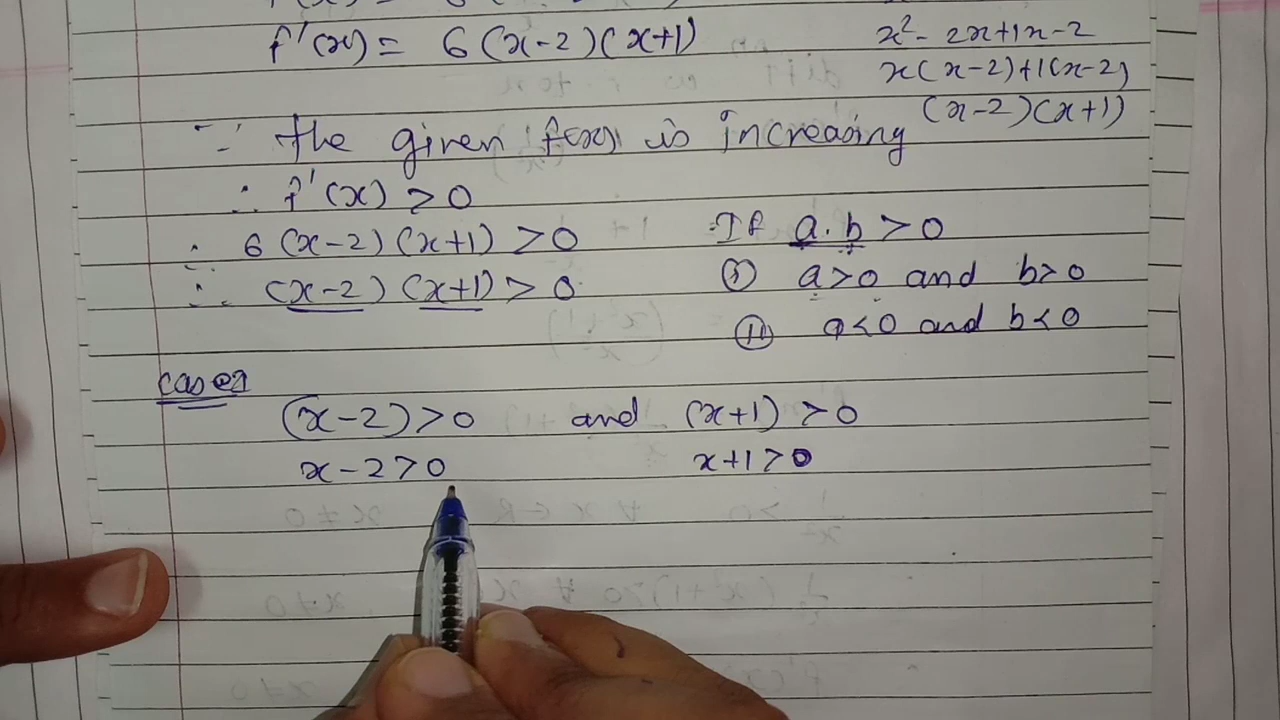 f'(x) = 6(x-2)(x+1)
x² - 2x+1x-2
x(x-2)+1(x-2)
(x-2)(x+1)
∵ the given f(x) is increasing
∴ f'(x) > 0
∴ 6(x-2)(x+1) > 0
∴ (x-2)(x+1) > 0
If a.b > 0
(I) a>0 and b>0
(II) a<0 and b<0
(x-2)>0 and (x+1) > 0
x-2>0 x+1>0